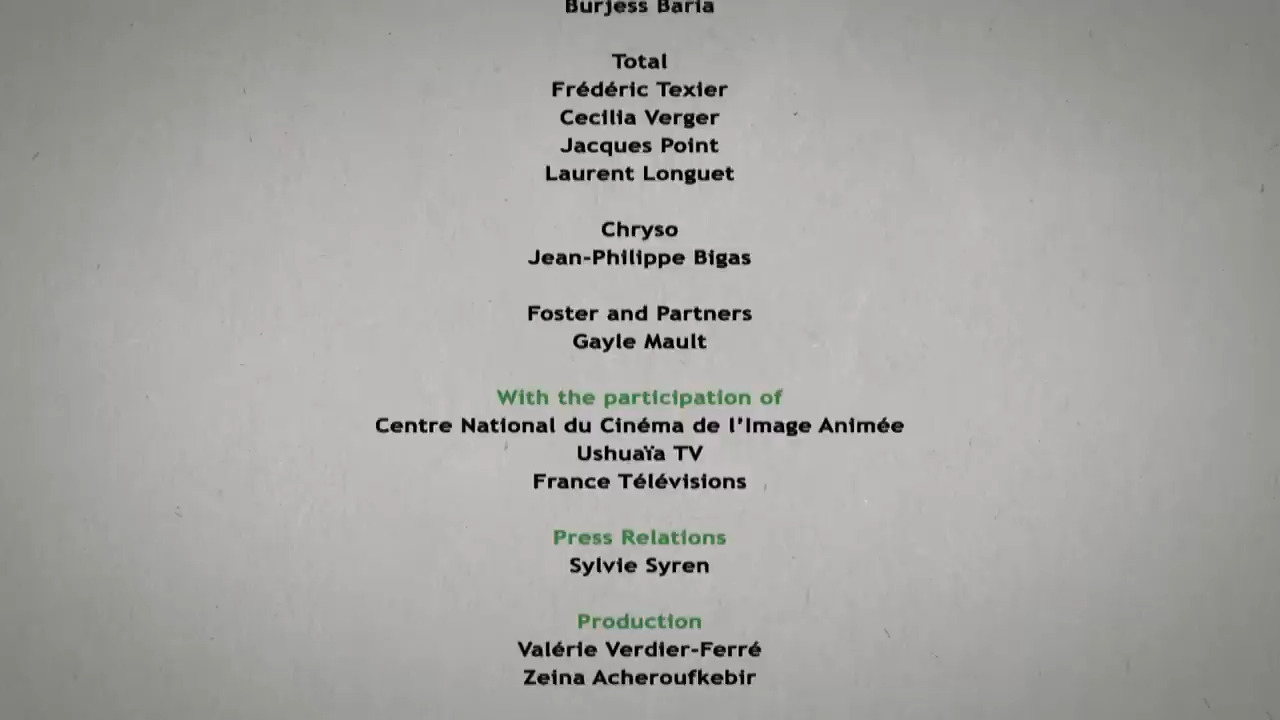 Burjess Baria
Total
Frédéric Texier
Cecilia Verger
Jacques Point
Laurent Longuet
Chryso
Jean-Philippe Bigas
Foster and Partners
Gayle Mault
With the participation of
Centre National du Cinéma de l'Image Animée
Ushuaïa TV
France Télévisions
Press Relations
Sylvie Syren
Production
Valérie Verdier-Ferré
Zeina Acheroufkebir